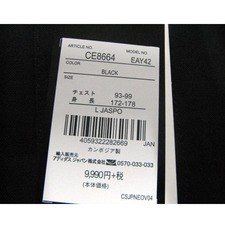 ARTICLE NO. MODEL NO.
CE8664 EAY42
COLOR
BLACK
SIZE
チェスト 93-99
身長 172-178
L JASPO
4059322282669 JAN
カンボジア製
輸入販売元
アディダス ジャパン株式会社 0570-033-033
9,990円+税
(本体価格)
CSJPNEOV04